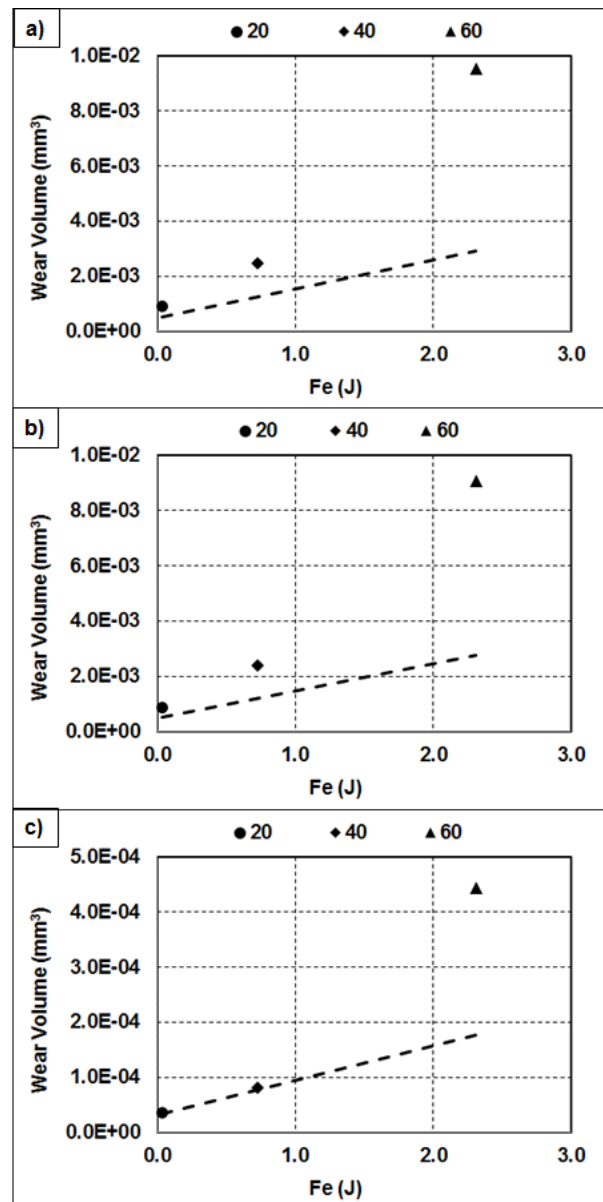 a)
20 40 60
1.0E-02
8.0E-03
6.0E-03
4.0E-03
2.0E-03
0.0E+00
Wear Volume (mm³)
0.0 1.0 2.0 3.0
Fe (J)
b)
20 40 60
1.0E-02
8.0E-03
6.0E-03
4.0E-03
2.0E-03
0.0E+00
Wear Volume (mm³)
0.0 1.0 2.0 3.0
Fe (J)
c)
20 40 60
5.0E-04
4.0E-04
3.0E-04
2.0E-04
1.0E-04
0.0E+00
Wear Volume (mm³)
0.0 1.0 2.0 3.0
Fe (J)